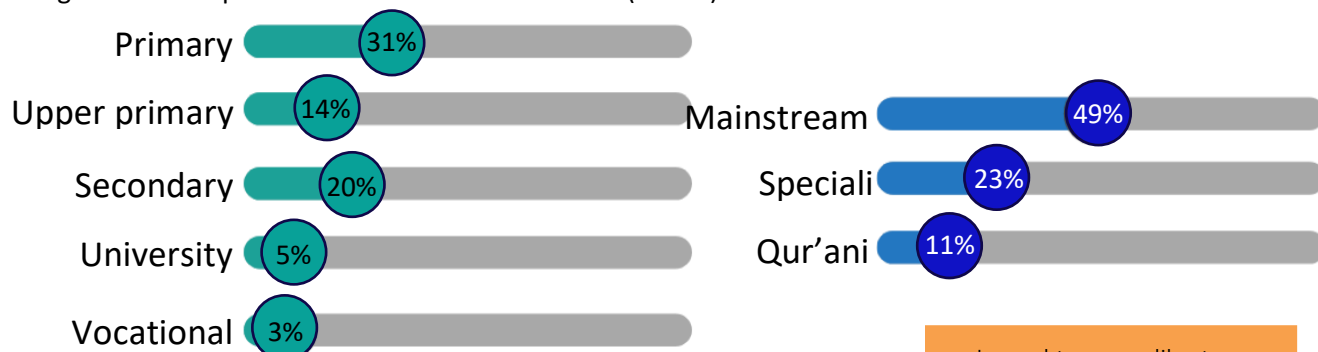 Primary 31%
Upper primary 14%
Secondary 20%
University 5%
Vocational 3%
Mainstream 49%
Speciali 23%
Qur’ani 11%